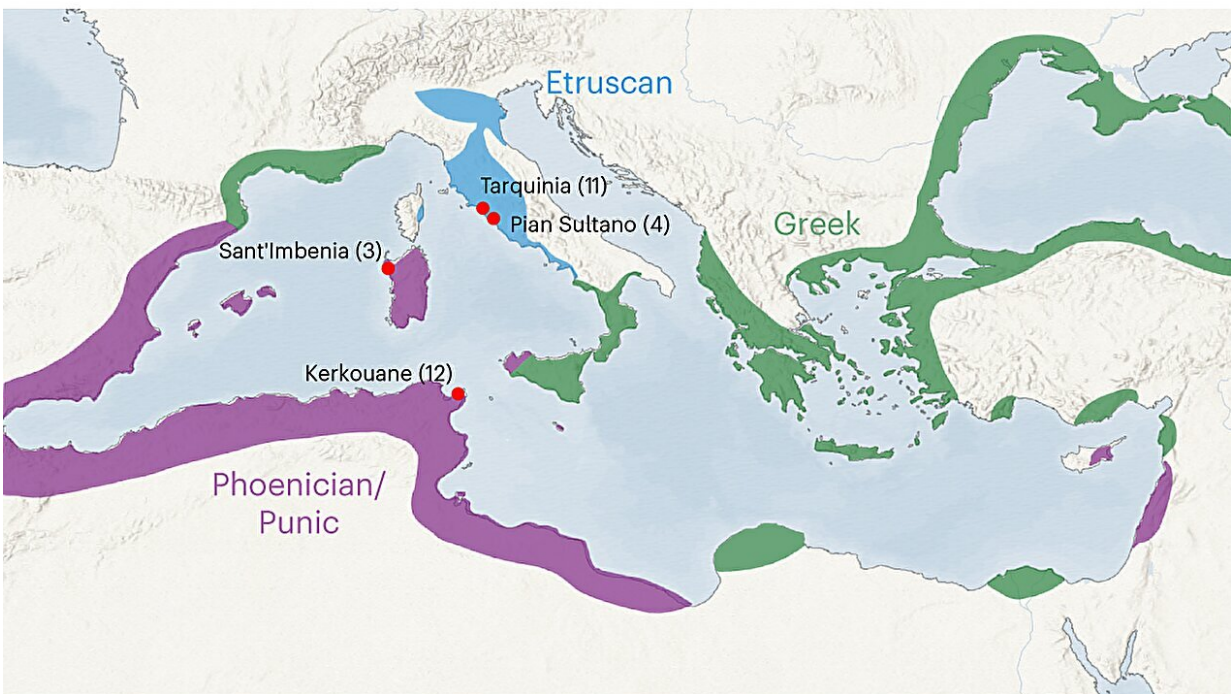 Etruscan
Tarquinia (11)
Pian Sultano (4)
Greek
Sant'Imbenia (3)
Kerkouane (12)
Phoenician/
Punic